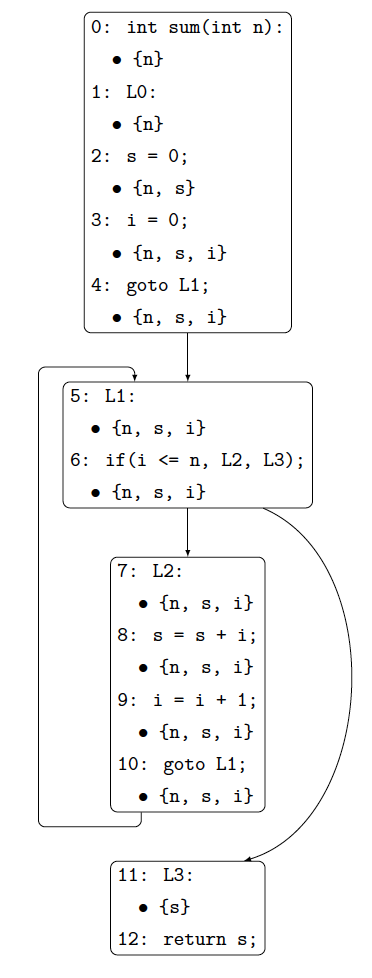 0: int sum(int n):
• {n}
1: L0:
• {n}
2: s = 0;
• {n, s}
3: i = 0;
• {n, s, i}
4: goto L1;
• {n, s, i}
5: L1:
• {n, s, i}
6: if(i <= n, L2, L3);
• {n, s, i}
7: L2:
• {n, s, i}
8: s = s + i;
• {n, s, i}
9: i = i + 1;
• {n, s, i}
10: goto L1;
• {n, s, i}
11: L3:
• {s}
12: return s;